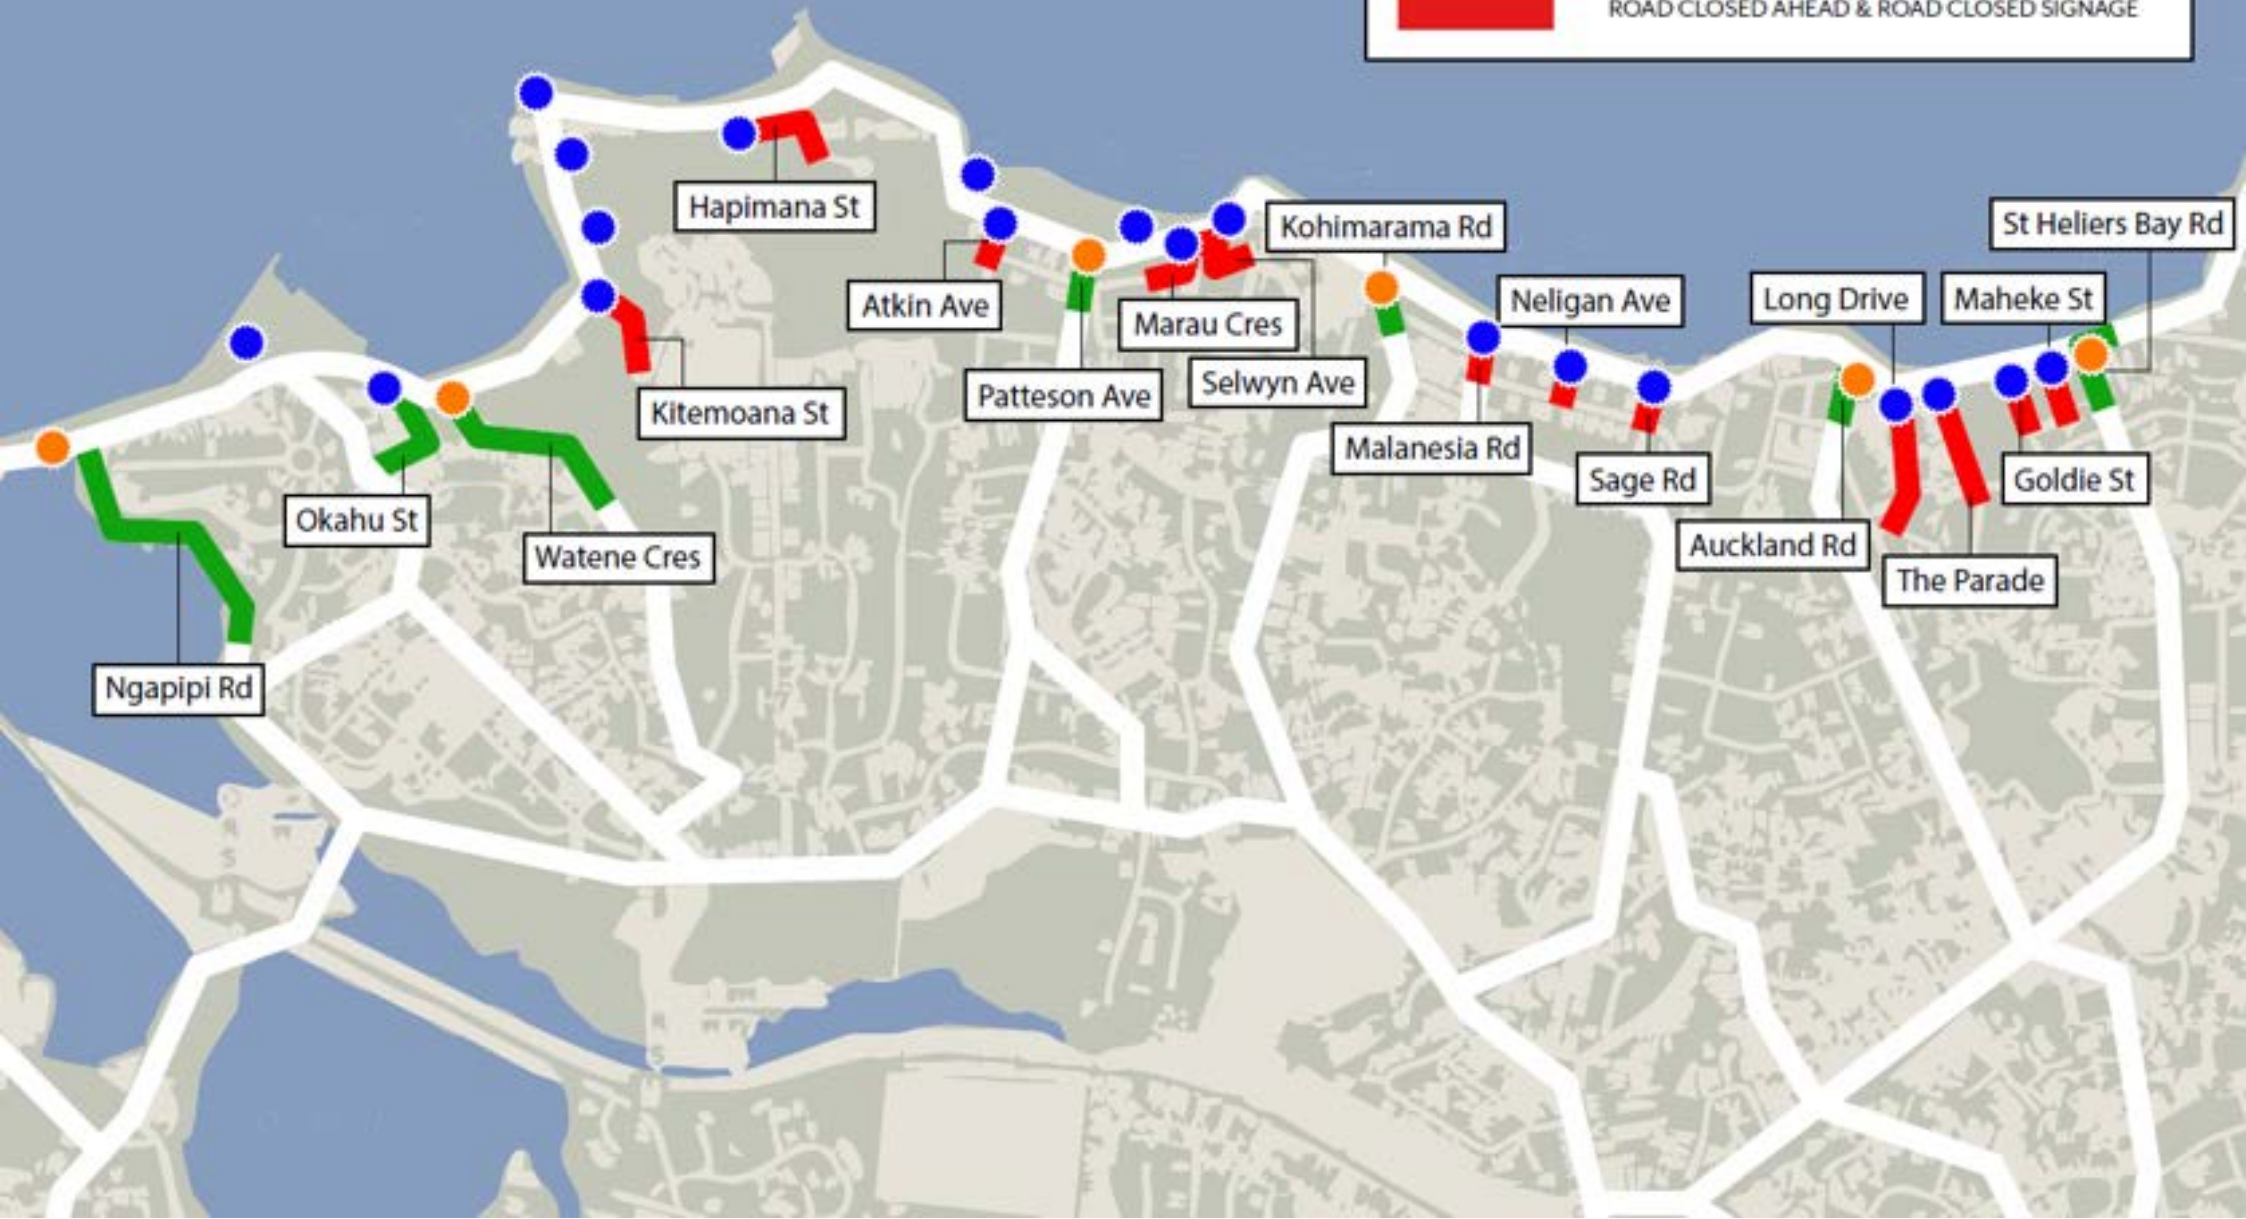 ROAD CLOSED AHEAD & ROAD CLOSED SIGNAGE
Hapimana St
Kohimarama Rd
St Heliers Bay Rd
Atkin Ave
Marau Cres
Neligan Ave
Long Drive
Maheke St
Kitemoana St
Patteson Ave
Selwyn Ave
Malanesia Rd
Sage Rd
Goldie St
Okahu St
Watene Cres
Auckland Rd
The Parade
Ngapipi Rd